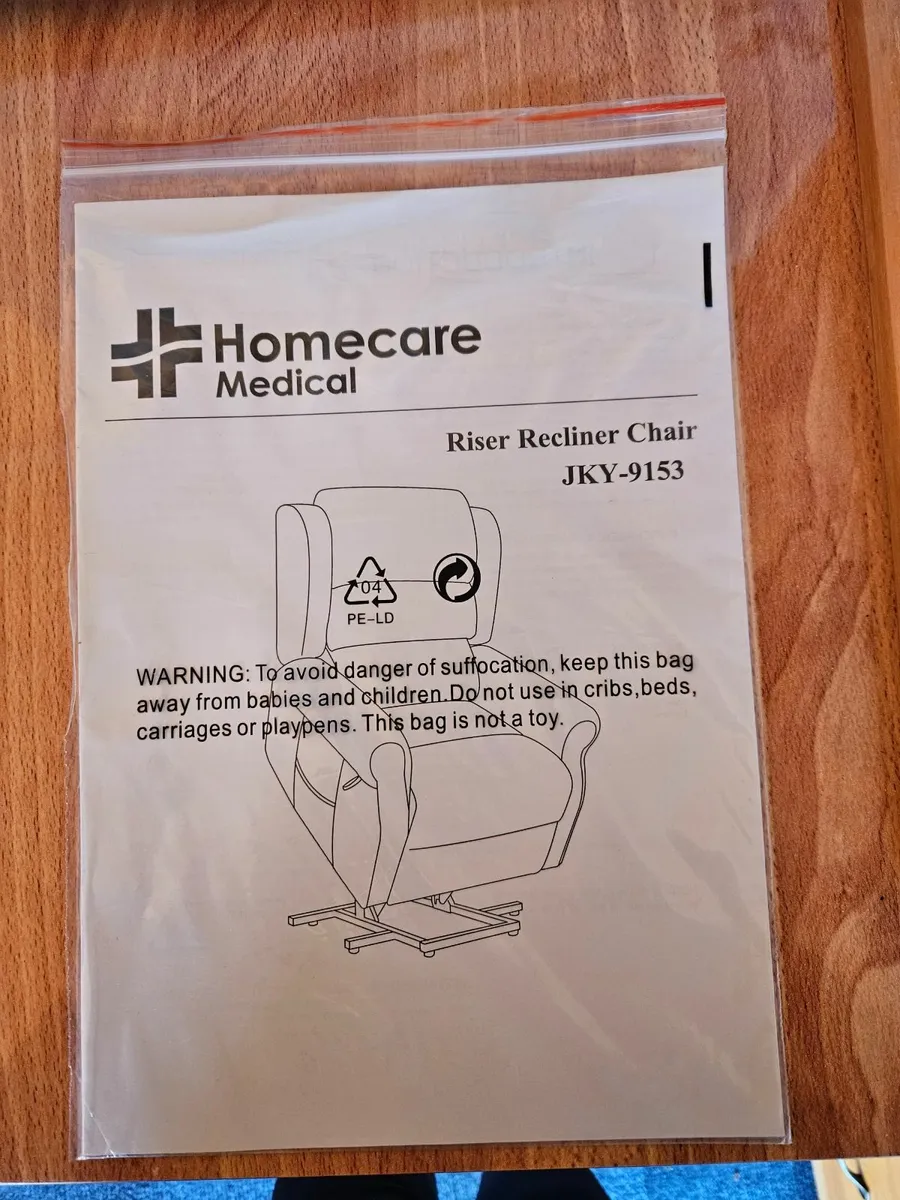 Homecare
Medical
Riser Recliner Chair
JKY-9153
04
PE-LD
WARNING: To avoid danger of suffocation, keep this bag
away from babies and children.Do not use in cribs,beds,
carriages or playpens. This bag is not a toy.